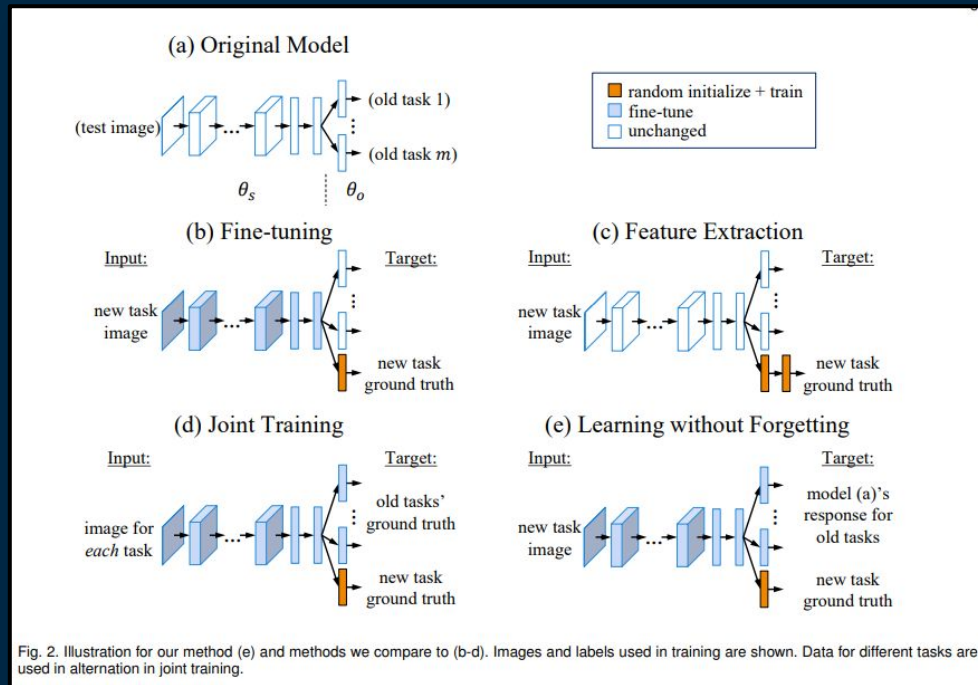 (a) Original Model
(test image)
...
(old task 1)
(old task m)
θs
θo
random initialize + train
fine-tune
unchanged
(b) Fine-tuning
Input:
Target:
new task
image
...
new task
ground truth
(c) Feature Extraction
Input:
Target:
new task
image
...
new task
ground truth
(d) Joint Training
Input:
Target:
image for
each task
...
old tasks'
ground truth
new task
ground truth
(e) Learning without Forgetting
Input:
Target:
new task
image
...
model (a)'s
response for
old tasks
new task
ground truth
Fig. 2. Illustration for our method (e) and methods we compare to (b-d). Images and labels used in training are shown. Data for different tasks are
used in alternation in joint training.